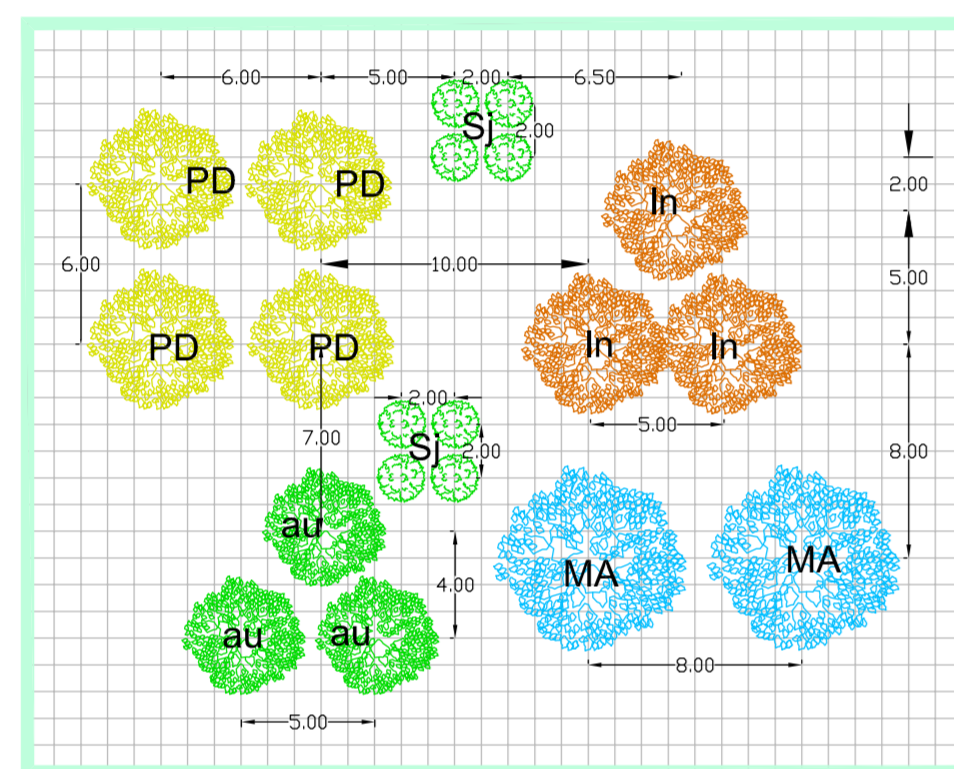 6.00 5.00 2.00 6.50
Sj 2.00
PD PD In 2.00
6.00 10.00 5.00
PD PD In In
2.00 5.00
7.00 Sj 2.00 8.00
au MA MA
4.00
au au 8.00
5.00